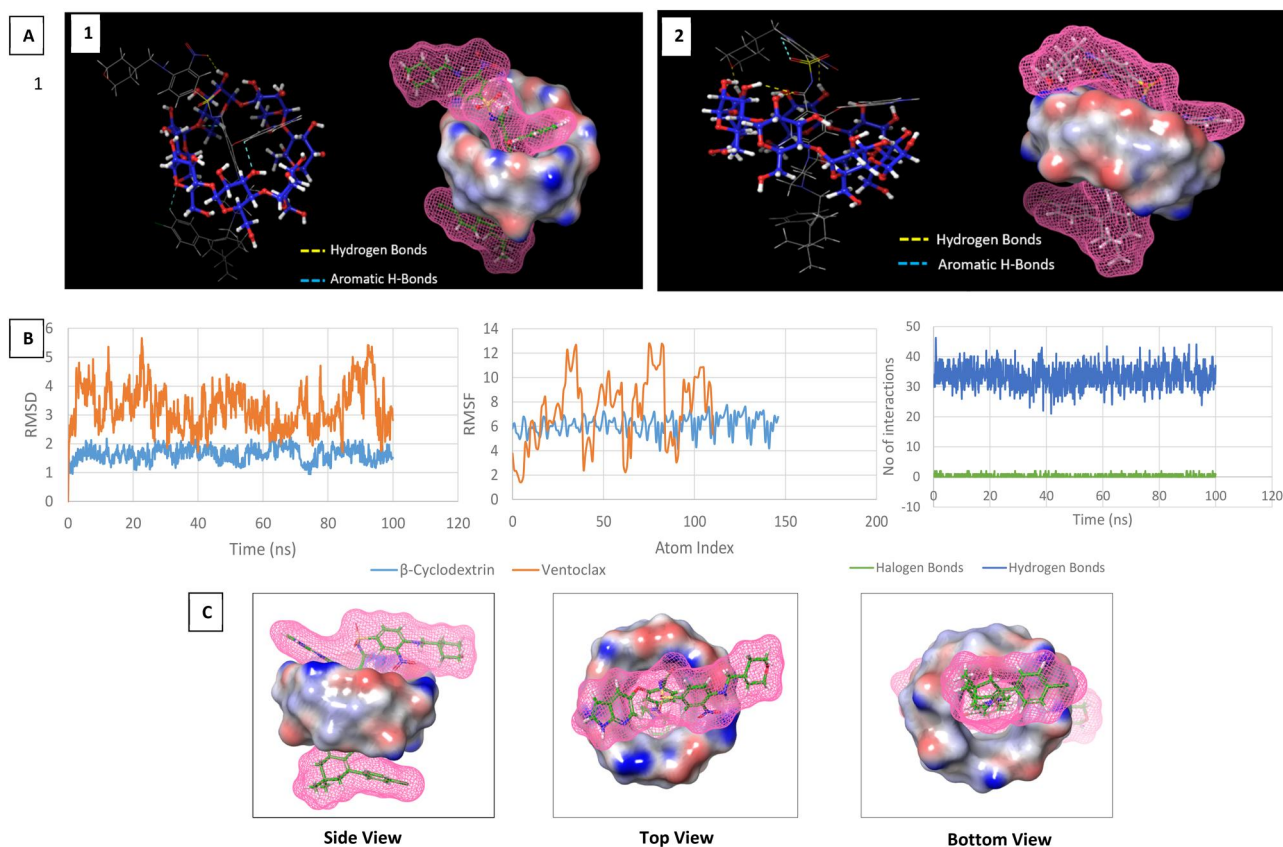 A
1
1
Hydrogen Bonds
Aromatic H-Bonds
2
Hydrogen Bonds
Aromatic H-Bonds
B
RMSD
6
5
4
3
2
1
0
0 20 40 60 80 100 120
Time (ns)
RMSF
14
12
10
8
6
4
2
0
0 50 100 150 200
Atom Index
No of interactions
50
40
30
20
10
0
-10
0 20 40 60 80 100 120
Time (ns)
β-Cyclodextrin Ventoclax
Halogen Bonds Hydrogen Bonds
C
Side View
Top View
Bottom View